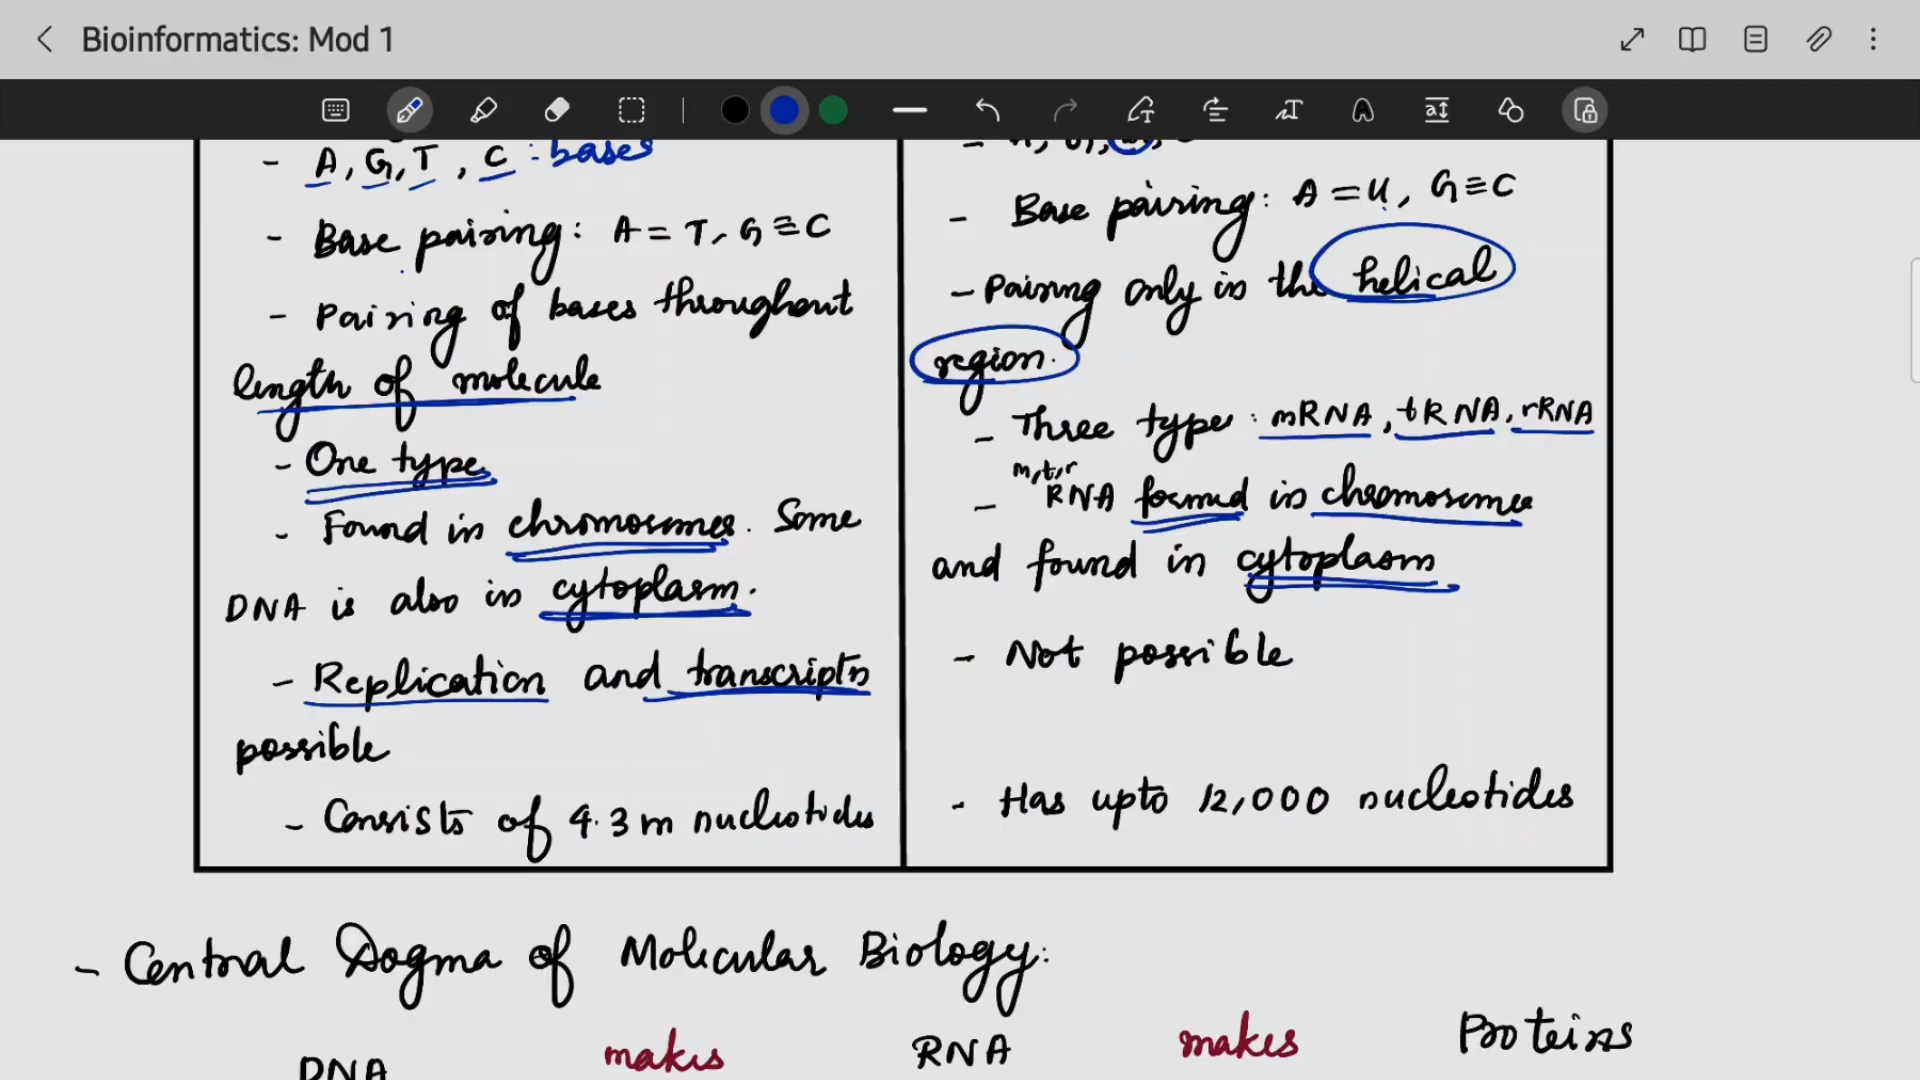 Bioinformatics: Mod 1
- A, G, T, C : bases
- Base pairing: A = T, G ≡ C
- Pairing of bases throughout
length of molecule
- One type
- Found in chromosomes. Some
DNA is also in cytoplasm.
- Replication and transcriptn
possible
- Consists of 4.3 m nucleotides
- Base pairing: A = U, G ≡ C
- Pairing only in the helical
region.
- Three type: mRNA, tRNA, rRNA
m,t,r
- RNA formed in chromosomes
and found in cytoplasm
- Not possible
- Has upto 12,000 nucleotides
- Central Dogma of Molecular Biology:
DNA makes RNA makes Proteins